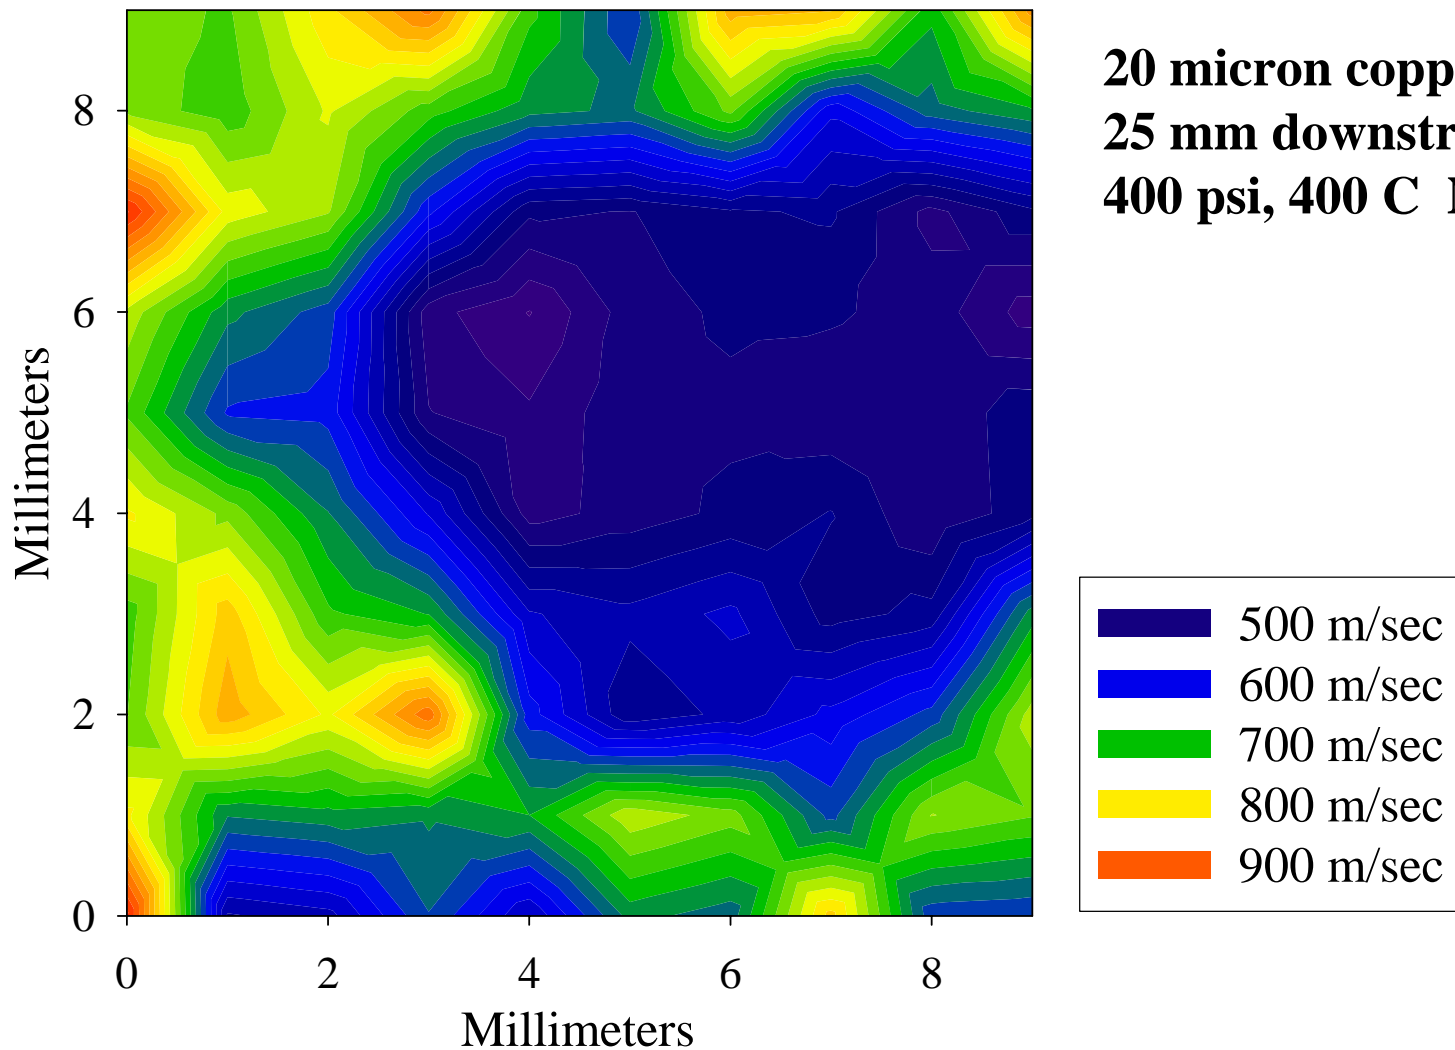 20 micron copp
25 mm downstr
400 psi, 400 C
Millimeters
8
6
4
2
0
0 2 4 6 8
Millimeters
500 m/sec
600 m/sec
700 m/sec
800 m/sec
900 m/sec